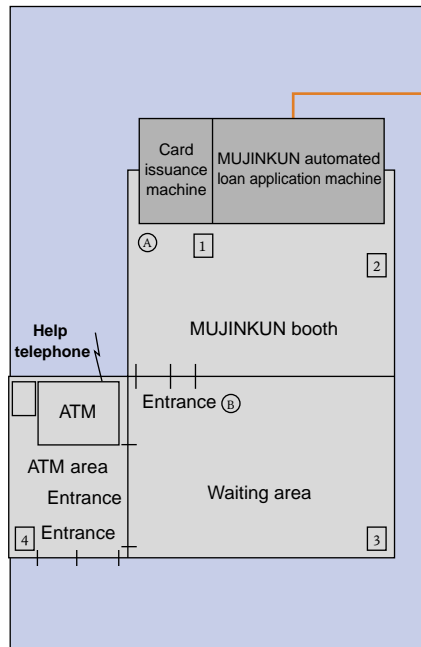 Card
issuance
machine
MUJINKUN automated
loan application machine
A
1
2
MUJINKUN booth
Help
telephone
ATM
Entrance B
ATM area
Entrance
Waiting area
4
Entrance
3